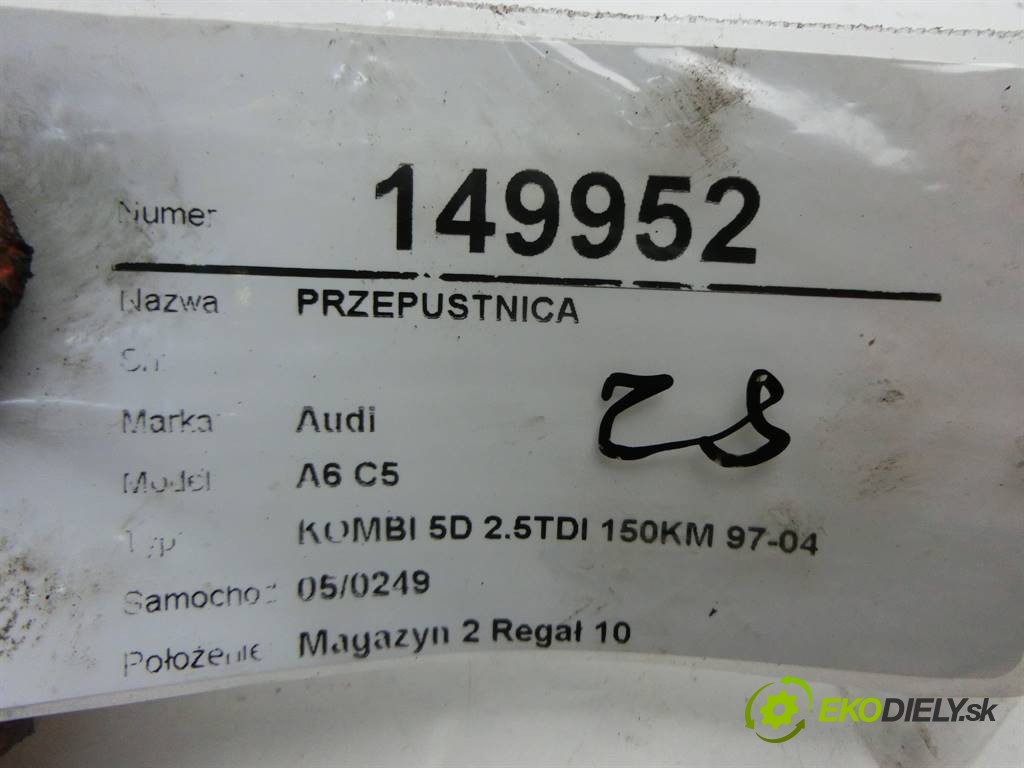 Numer 149952
Nazwa PRZEPUSTNICA
Marka Audi
Model A6 C5
Typ KOMBI 5D 2.5TDI 150KM 97-04
Samochod 05/0249
Położenie Magazyn 2 Regał 10
EKODIELY.sk